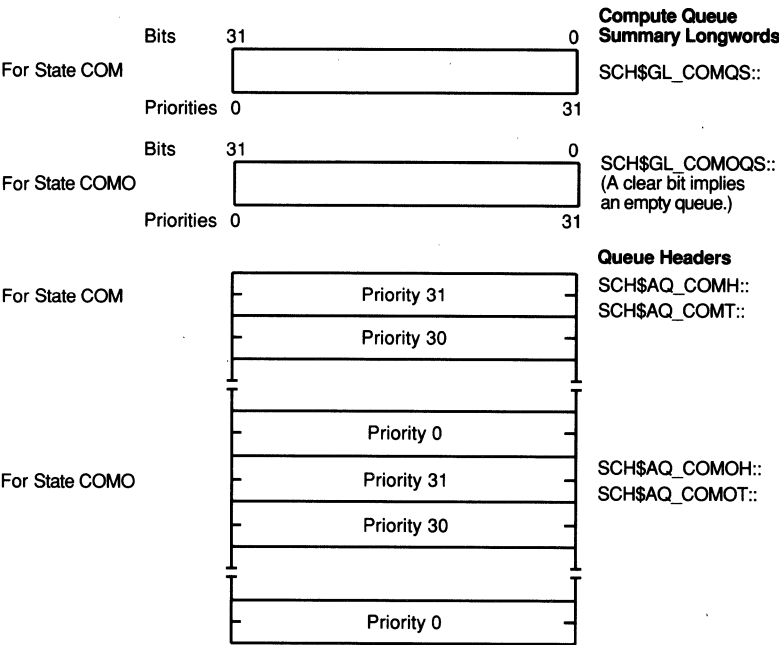 Compute Queue
Bits 31 0 Summary Longwords
For State COM SCH$GL_COMQS::
Priorities 0 31
Bits 31 0
SCH$GL_COMOQS::
For State COMO (A clear bit implies
an empty queue.)
Priorities 0 31
Queue Headers
For State COM Priority 31 SCH$AQ_COMH::
SCH$AQ_COMT::
Priority 30
Priority 0
For State COMO Priority 31 SCH$AQ_COMOH::
SCH$AQ_COMOT::
Priority 30
Priority 0